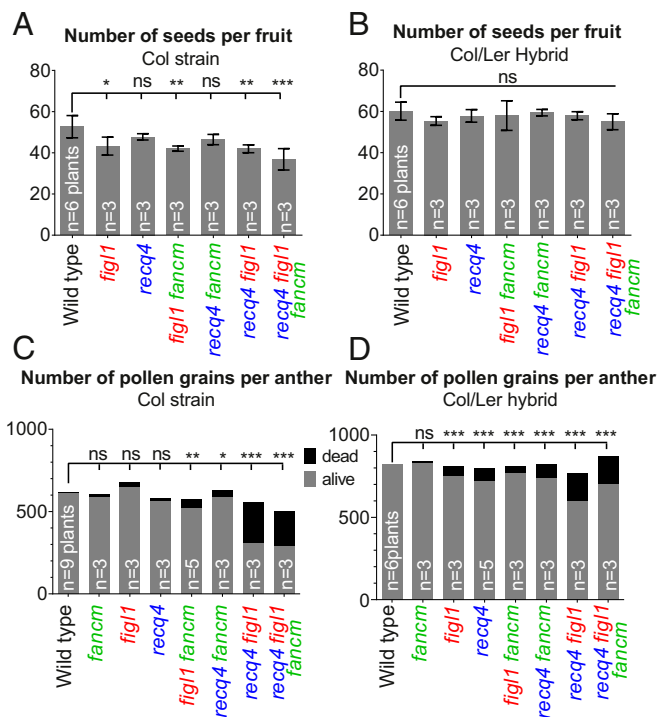 A
Number of seeds per fruit
Col strain
* ns ** ns ** ***
80
60
40
20
0
n=6 plants
n=3
n=3
n=3
n=3
n=3
n=3
Wild type
figl1
recq4
figl1 fancm
recq4 fancm
recq4 figl1
recq4 figl1
fancm
B
Number of seeds per fruit
Col/Ler Hybrid
ns
80
60
40
20
0
n=6 plants
n=3
n=3
n=3
n=3
n=3
n=3
Wild type
figl1
recq4
figl1 fancm
recq4 fancm
recq4 figl1
recq4 figl1
fancm
C
Number of pollen grains per anther
Col strain
dead
alive
ns ns ns ** * *** ***
1000
500
0
n=9 plants
n=3
n=3
n=3
n=5
n=3
n=3
n=3
Wild type
fancm
figl1
recq4
figl1 fancm
recq4 fancm
recq4 figl1
recq4 figl1
fancm
D
Number of pollen grains per anther
Col/Ler hybrid
ns *** *** *** *** *** ***
1000
500
0
n=6plants
n=3
n=3
n=5
n=3
n=3
n=3
n=3
Wild type
fancm
figl1
recq4
figl1 fancm
recq4 fancm
recq4 figl1
recq4 figl1
fancm